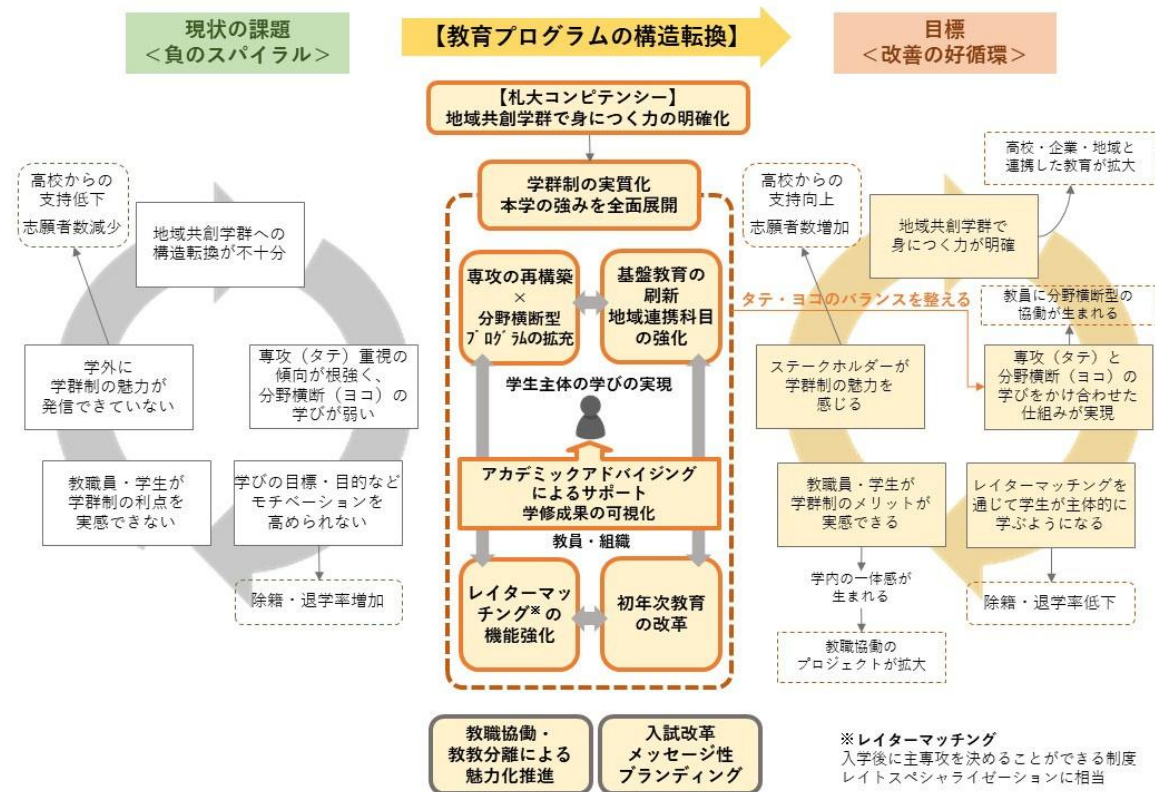 現状の課題
＜負のスパイラル＞
高校からの
支持低下
志願者数減少
地域共創学群への
構造転換が不十分
専攻（タテ）重視の
傾向が根強く、
分野横断（ヨコ）の
学びが弱い
学びの目標・目的など
モチベーションを
高められない
除籍・退学率増加
教職員・学生が
学群制の利点を
実感できない
学外に
学群制の魅力が
発信できていない
【教育プログラムの構造転換】
【札大コンピテンシー】
地域共創学群で身につく力の明確化
学群制の実質化
本学の強みを全面展開
専攻の再構築
×
分野横断型
プログラムの拡充
基盤教育の
刷新
地域連携科目
の強化
学生主体の学びの実現
アカデミックアドバイジング
によるサポート
学修成果の可視化
教員・組織
レイターマッ
チング※の
機能強化
初年次教育
の改革
教職協働・
教教分離による
魅力化推進
入試改革
メッセージ性
ブランディング
タテ・ヨコのバランスを整える
目標
＜改善の好循環＞
高校・企業・地域と
連携した教育が拡大
高校からの
支持向上
志願者数増加
地域共創学群で
身につく力が明確
教員に分野横断型の
協働が生まれる
専攻（タテ）と
分野横断（ヨコ）の
学びをかけ合わせた
仕組みが実現
レイターマッチングを
通じて学生が主体的に
学ぶようになる
除籍・退学率低下
教職員・学生が
学群制のメリットが
実感できる
学内の一体感が
生まれる
教職協働の
プロジェクトが拡大
ステークホルダーが
学群制の魅力を
感じる
※レイターマッチング
入学後に主専攻を決めることができる制度
レイトスペシャライゼーションに相当